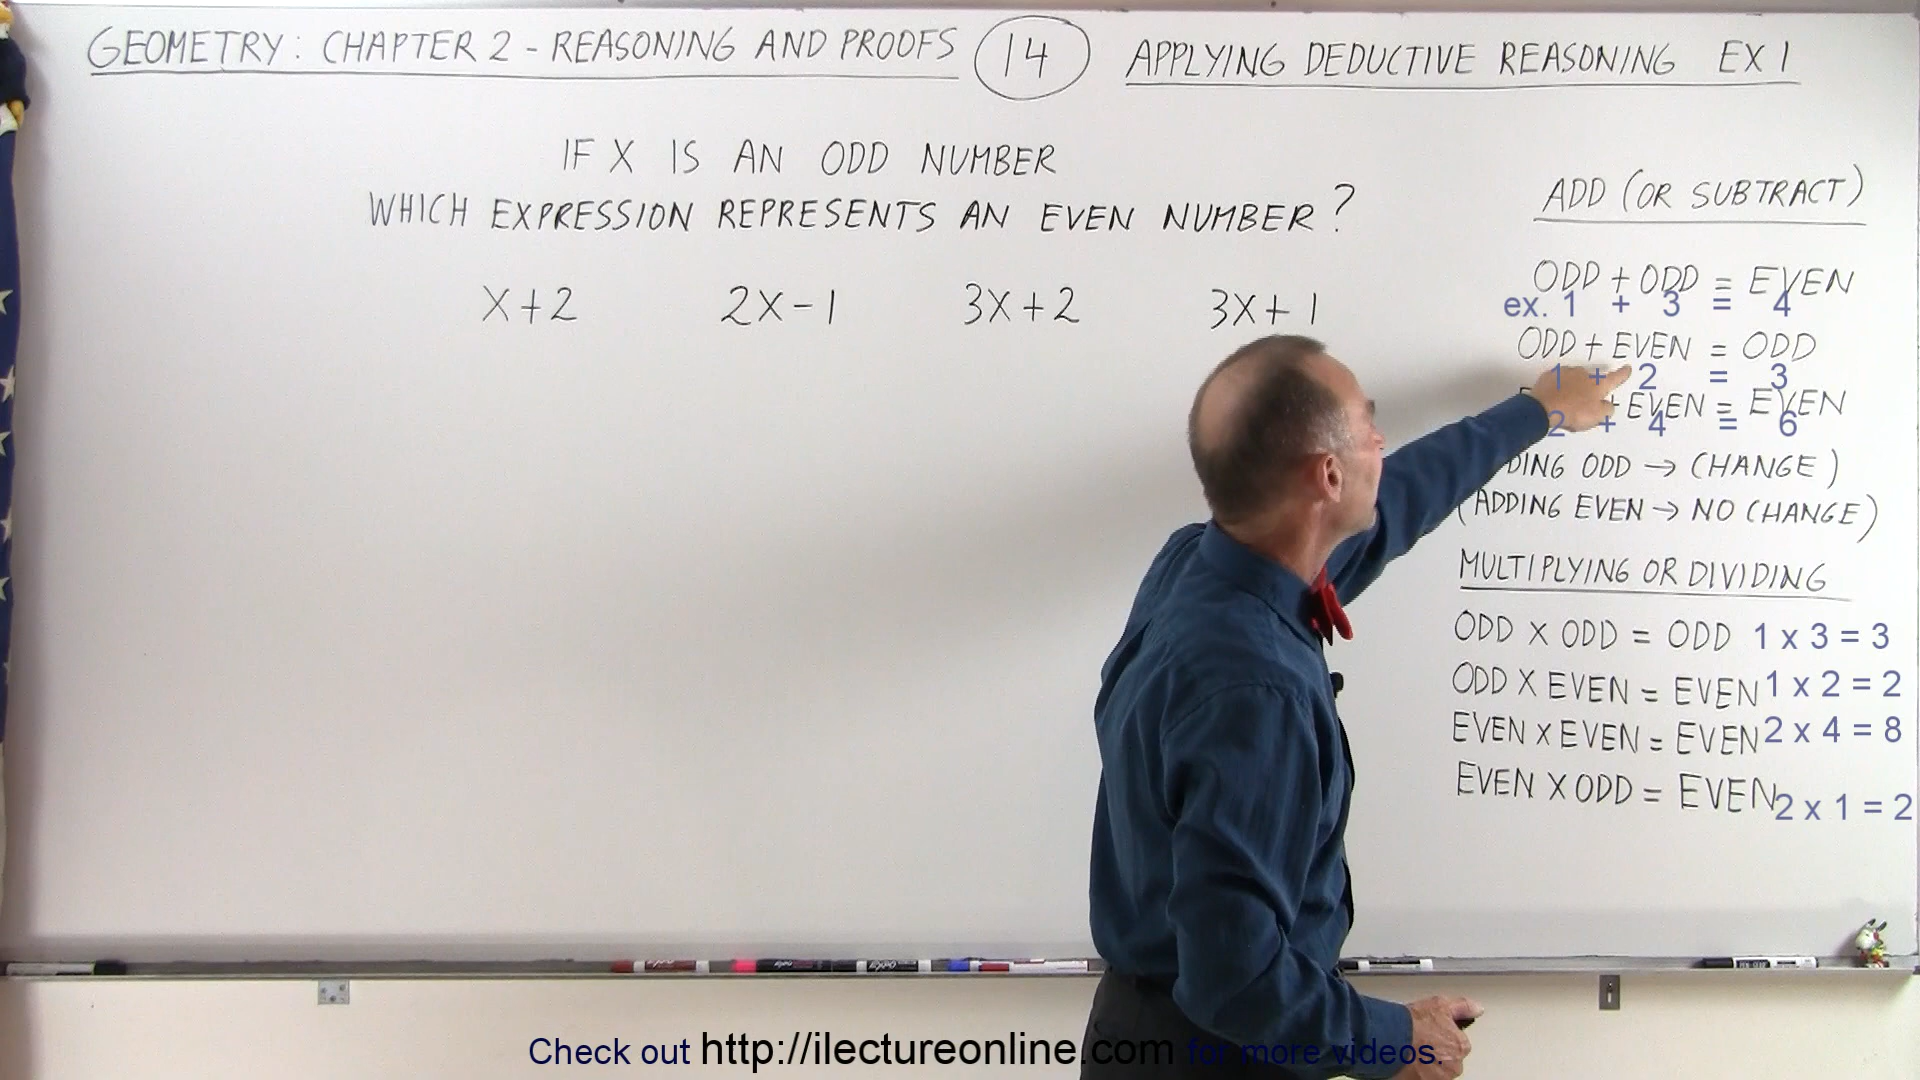 GEOMETRY: CHAPTER 2 - REASONING AND PROOFS 14 APPLYING DEDUCTIVE REASONING EX 1
IF X IS AN ODD NUMBER
WHICH EXPRESSION REPRESENTS AN EVEN NUMBER?
X+2 2X-1 3X+2 3X+1
ADD (OR SUBTRACT)
ODD + ODD = EVEN
ex. 1 + 3 = 4
ODD + EVEN = ODD
1 + 2 = 3
+ EVEN = EVEN
2 + 4 = 6
ODD → CHANGE)
(ADDING EVEN → NO CHANGE)
MULTIPLYING OR DIVIDING
ODD X ODD = ODD 1 x 3 = 3
ODD X EVEN = EVEN 1 x 2 = 2
EVEN X EVEN = EVEN 2 x 4 = 8
EVEN X ODD = EVEN 2 x 1 = 2
Check out http://ilectureonline.com for more videos.